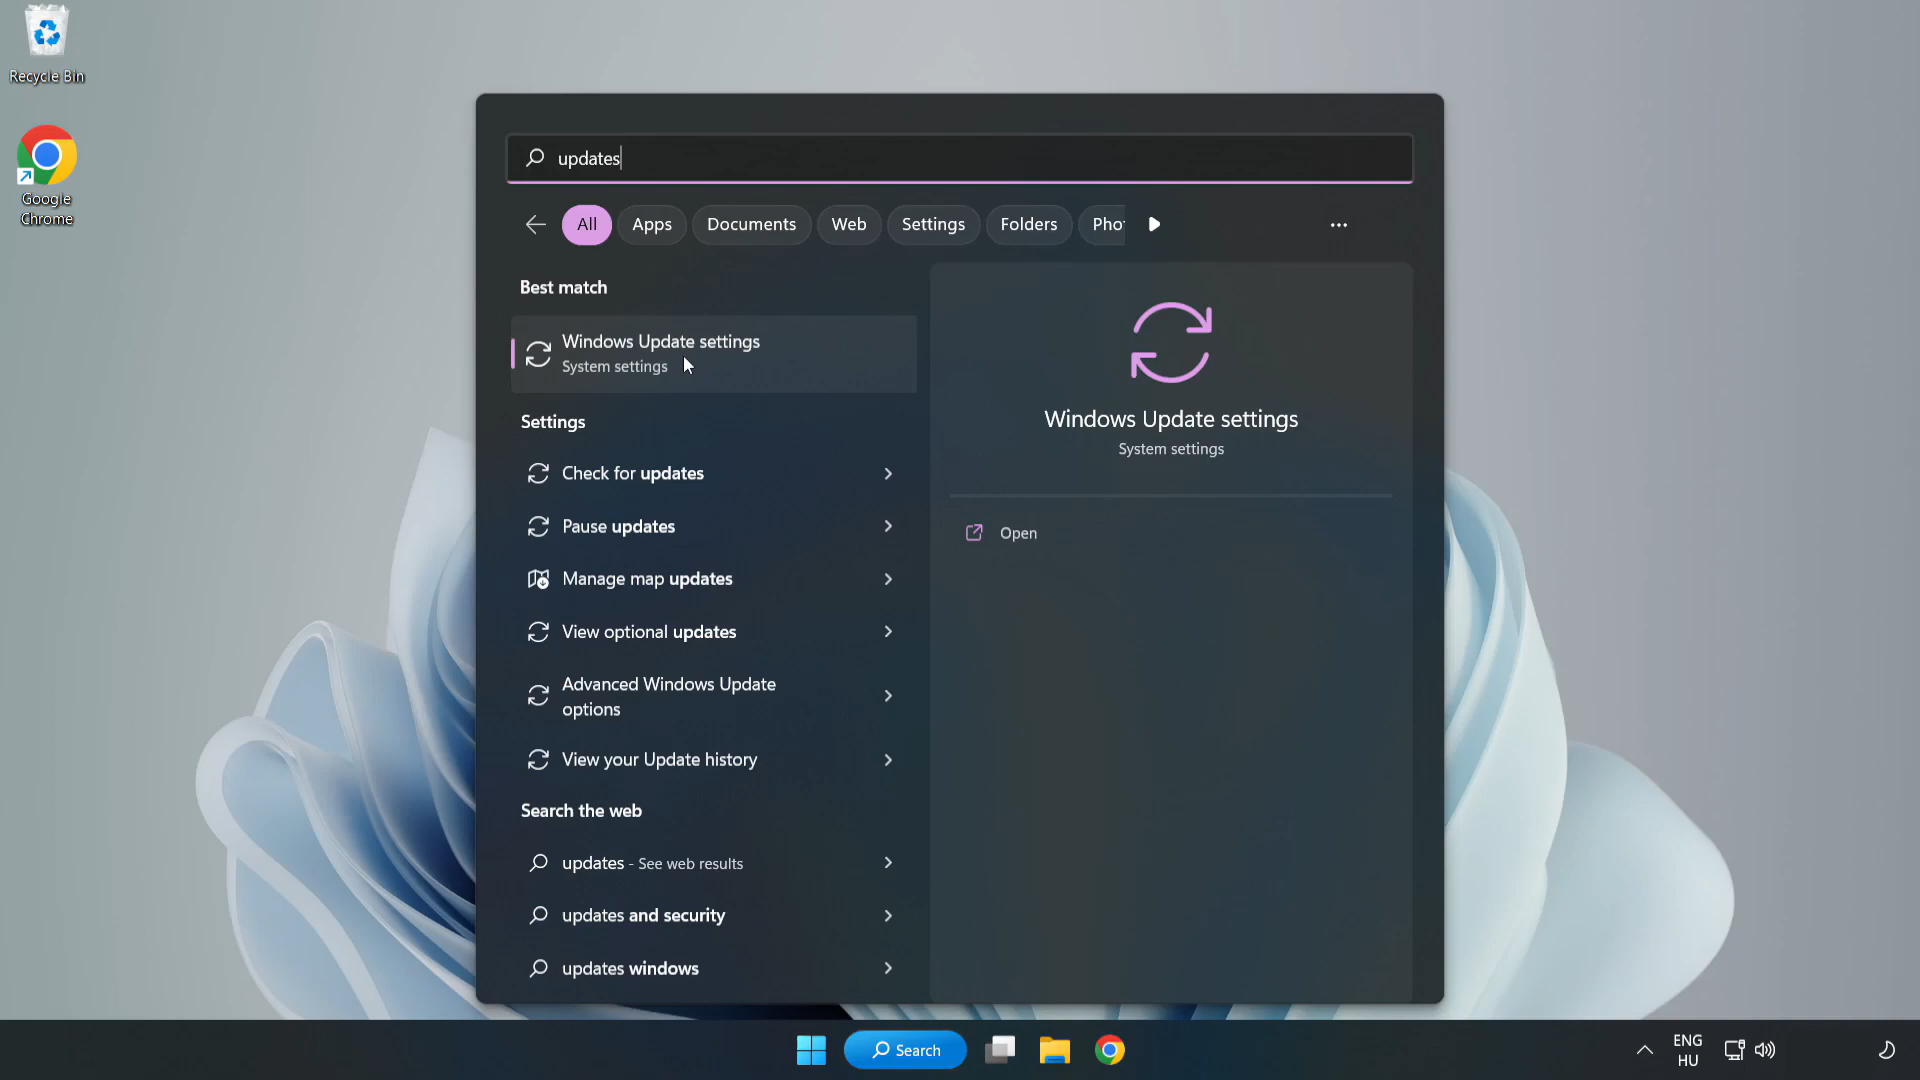 Recycle Bin
Google
Chrome
updates
All
Apps
Documents
Web
Settings
Folders
Pho
Best match
Windows Update settings
System settings
Settings
Check for updates
Pause updates
Manage map updates
View optional updates
Advanced Windows Update
options
View your Update history
Search the web
updates - See web results
updates and security
updates windows
Windows Update settings
System settings
Open
Search
ENG
HU